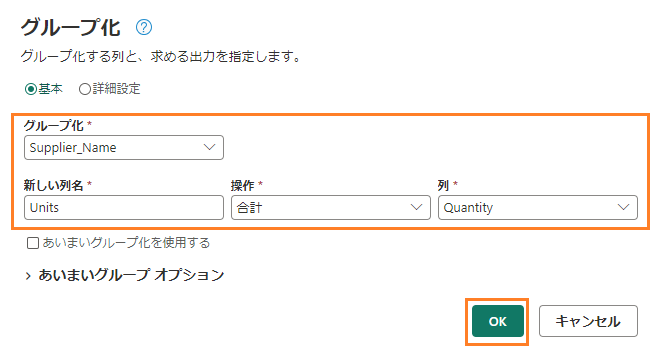 グループ化 ?
グループ化する列と、求める出力を指定します。
基本 詳細設定
グループ化 *
Supplier_Name
新しい列名 * 操作 * 列 *
Units 合計 Quantity
あいまいグループ化を使用する
あいまいグループ オプション
OK キャンセル